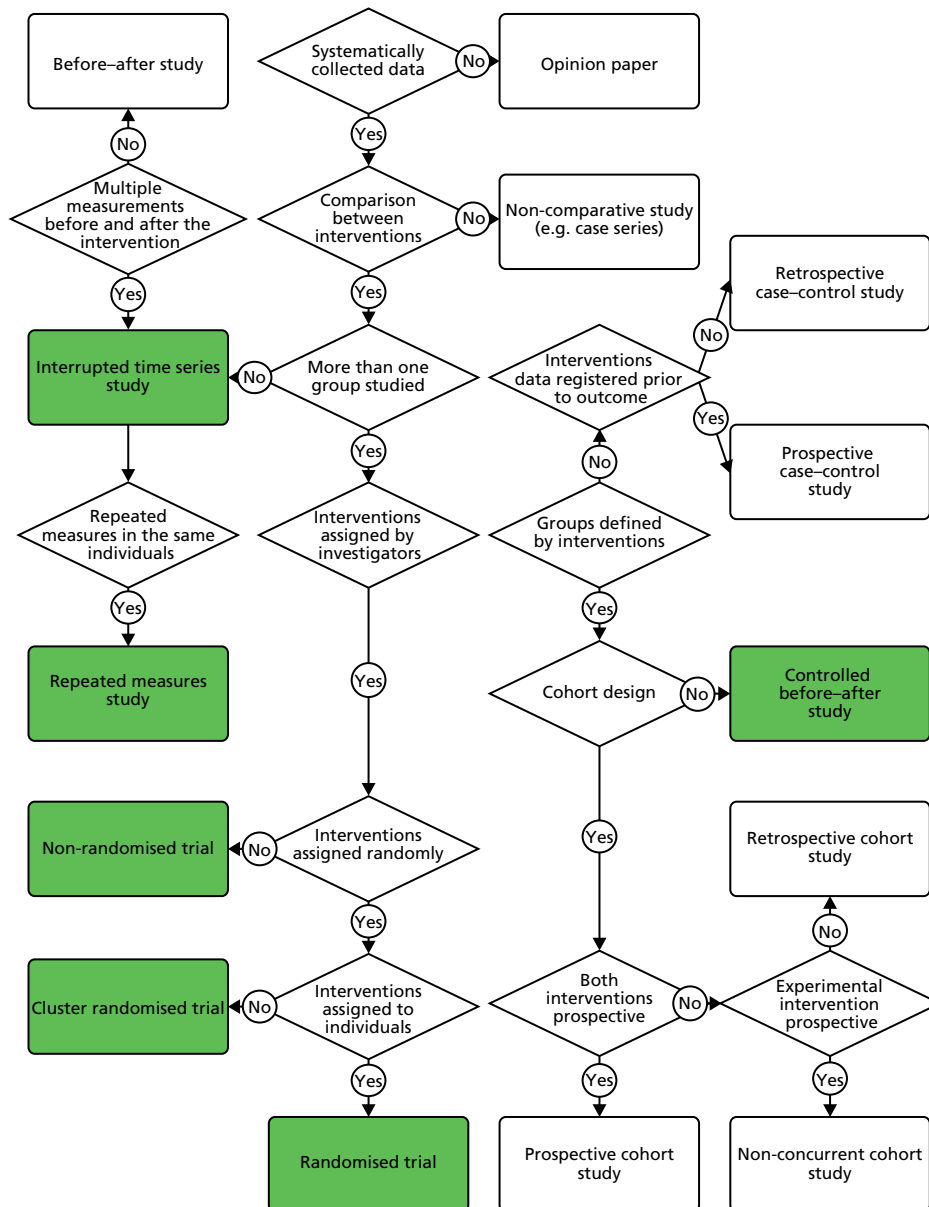 Before–after study
Systematically
collected data
No
Opinion paper
No
Yes
Multiple
measurements
before and after the
intervention
Comparison
between
interventions
No
Non-comparative study
(e.g. case series)
Yes
Yes
Retrospective
case–control study
Interrupted time series
study
No
More than one
group studied
Interventions
data registered prior
to outcome
No
Yes
Yes
No
Prospective
case–control
study
Repeated
measures in the same
individuals
Interventions
assigned by
investigators
Groups defined
by interventions
Yes
Yes
Repeated measures
study
Yes
Cohort design
No
Controlled
before–after
study
Non-randomised trial
No
Interventions
assigned randomly
Yes
Retrospective cohort
study
Yes
No
Cluster randomised trial
No
Interventions
assigned to
individuals
Both
interventions
prospective
No
Experimental
intervention
prospective
Yes
Yes
Yes
Randomised trial
Prospective cohort
study
Non-concurrent cohort
study